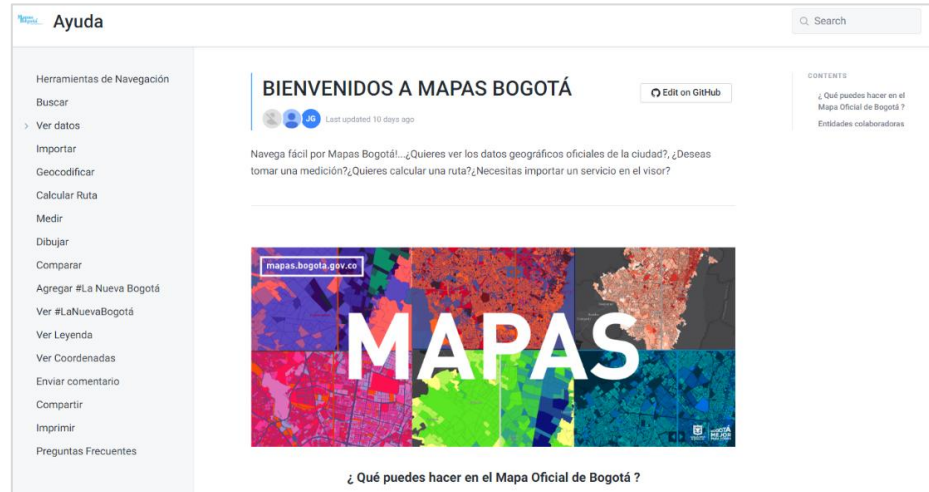 Ayuda
Search
Herramientas de Navegación
Buscar
Ver datos
Importar
Geocodificar
Calcular Ruta
Medir
Dibujar
Comparar
Agregar #La Nueva Bogotá
Ver #LaNuevaBogotá
Ver Leyenda
Ver Coordenadas
Enviar comentario
Compartir
Imprimir
Preguntas Frecuentes
BIENVENIDOS A MAPAS BOGOTÁ
Edit on GitHub
JG
Last updated 10 days ago
Navega fácil por Mapas Bogotá!...¿Quieres ver los datos geográficos oficiales de la ciudad?, ¿Deseas
tomar una medición?¿Quieres calcular una ruta?¿Necesitas importar un servicio en el visor?
mapas.bogota.gov.co
MAPAS
¿ Qué puedes hacer en el Mapa Oficial de Bogotá ?
CONTENTS
¿ Qué puedes hacer en el
Mapa Oficial de Bogotá ?
Entidades colaboradoras